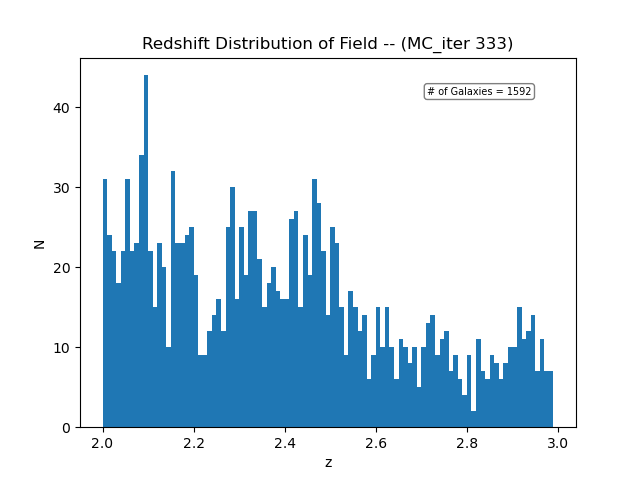 Redshift Distribution of Field -- (MC_iter 333)
# of Galaxies = 1592
N
40
30
20
10
0
2.0 2.2 2.4 2.6 2.8 3.0
z